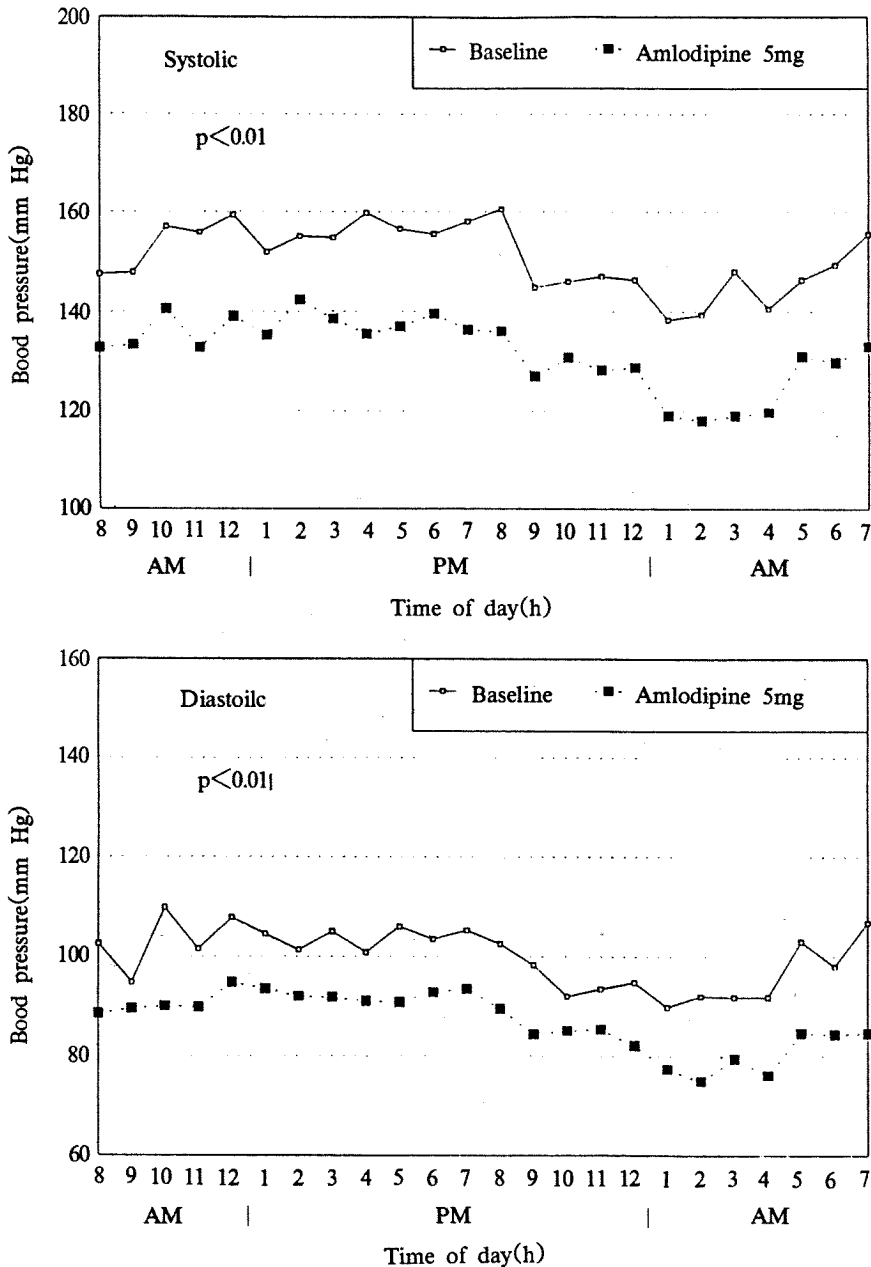 200
180
160
140
120
100
Bood pressure(mm Hg)
Systolic
Baseline
Amlodipine 5mg
p<0.01
8 9 10 11 12 1 2 3 4 5 6 7 8 9 10 11 12 1 2 3 4 5 6 7
AM | PM | AM
Time of day(h)
160
140
120
100
80
60
Bood pressure(mm Hg)
Diastoilc
Baseline
Amlodipine 5mg
p<0.01|
8 9 10 11 12 1 2 3 4 5 6 7 8 9 10 11 12 1 2 3 4 5 6 7
AM | PM | AM
Time of day(h)